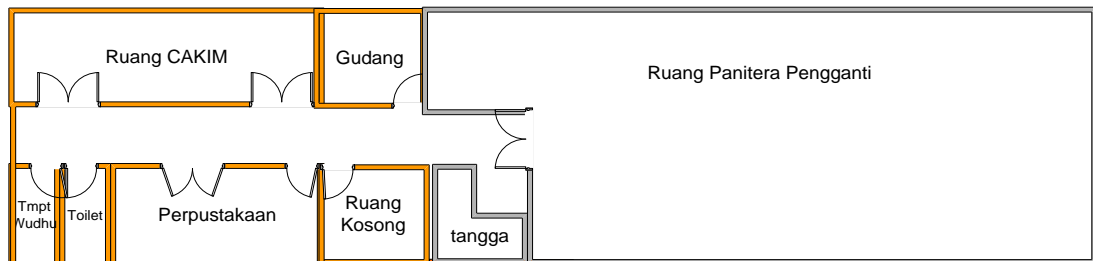 Ruang CAKIM
Gudang
Ruang Panitera Pengganti
Tmpt
Wudhu
Toilet
Perpustakaan
Ruang
Kosong
tangga